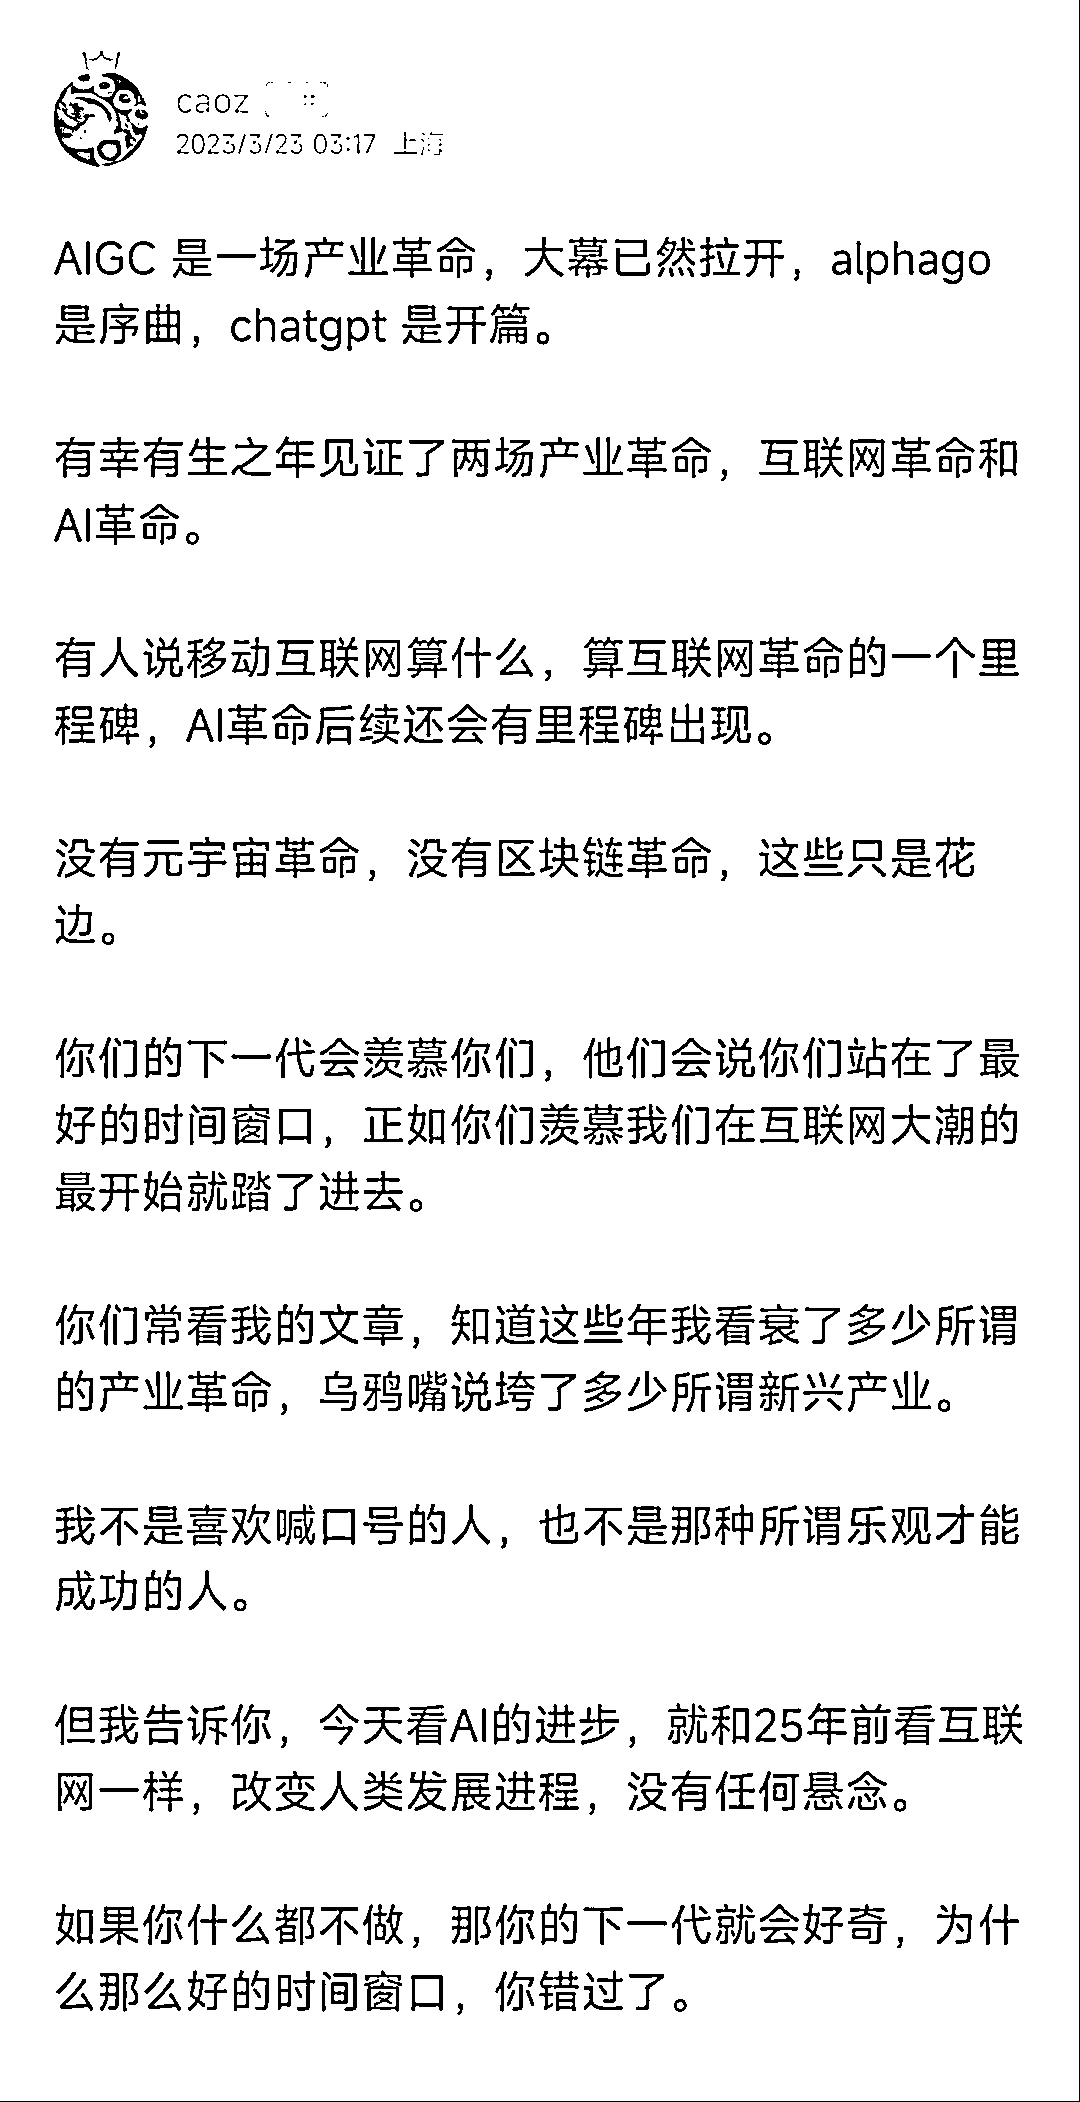 caoz
2023/3/23 03:17 上海
AIGC 是一场产业革命，大幕已然拉开，alphago
是序曲，chatgpt 是开篇。
有幸有生之年见证了两场产业革命，互联网革命和
AI革命。
有人说移动互联网算什么，算互联网革命的一个里
程碑，AI革命后续还会有里程碑出现。
没有元宇宙革命，没有区块链革命，这些只是花
边。
你们的下一代会羡慕你们，他们会说你们站在了最
好的时间窗口，正如你们羡慕我们在互联网大潮的
最开始就踏了进去。
你们常看我的文章，知道这些年我看衰了多少所谓
的产业革命，乌鸦嘴说垮了多少所谓新兴产业。
我不是喜欢喊口号的人，也不是那种所谓乐观才能
成功的人。
但我告诉你，今天看AI的进步，就和25年前看互联
网一样，改变人类发展进程，没有任何悬念。
如果你什么都不做，那你的下一代就会好奇，为什
么那么好的时间窗口，你错过了。